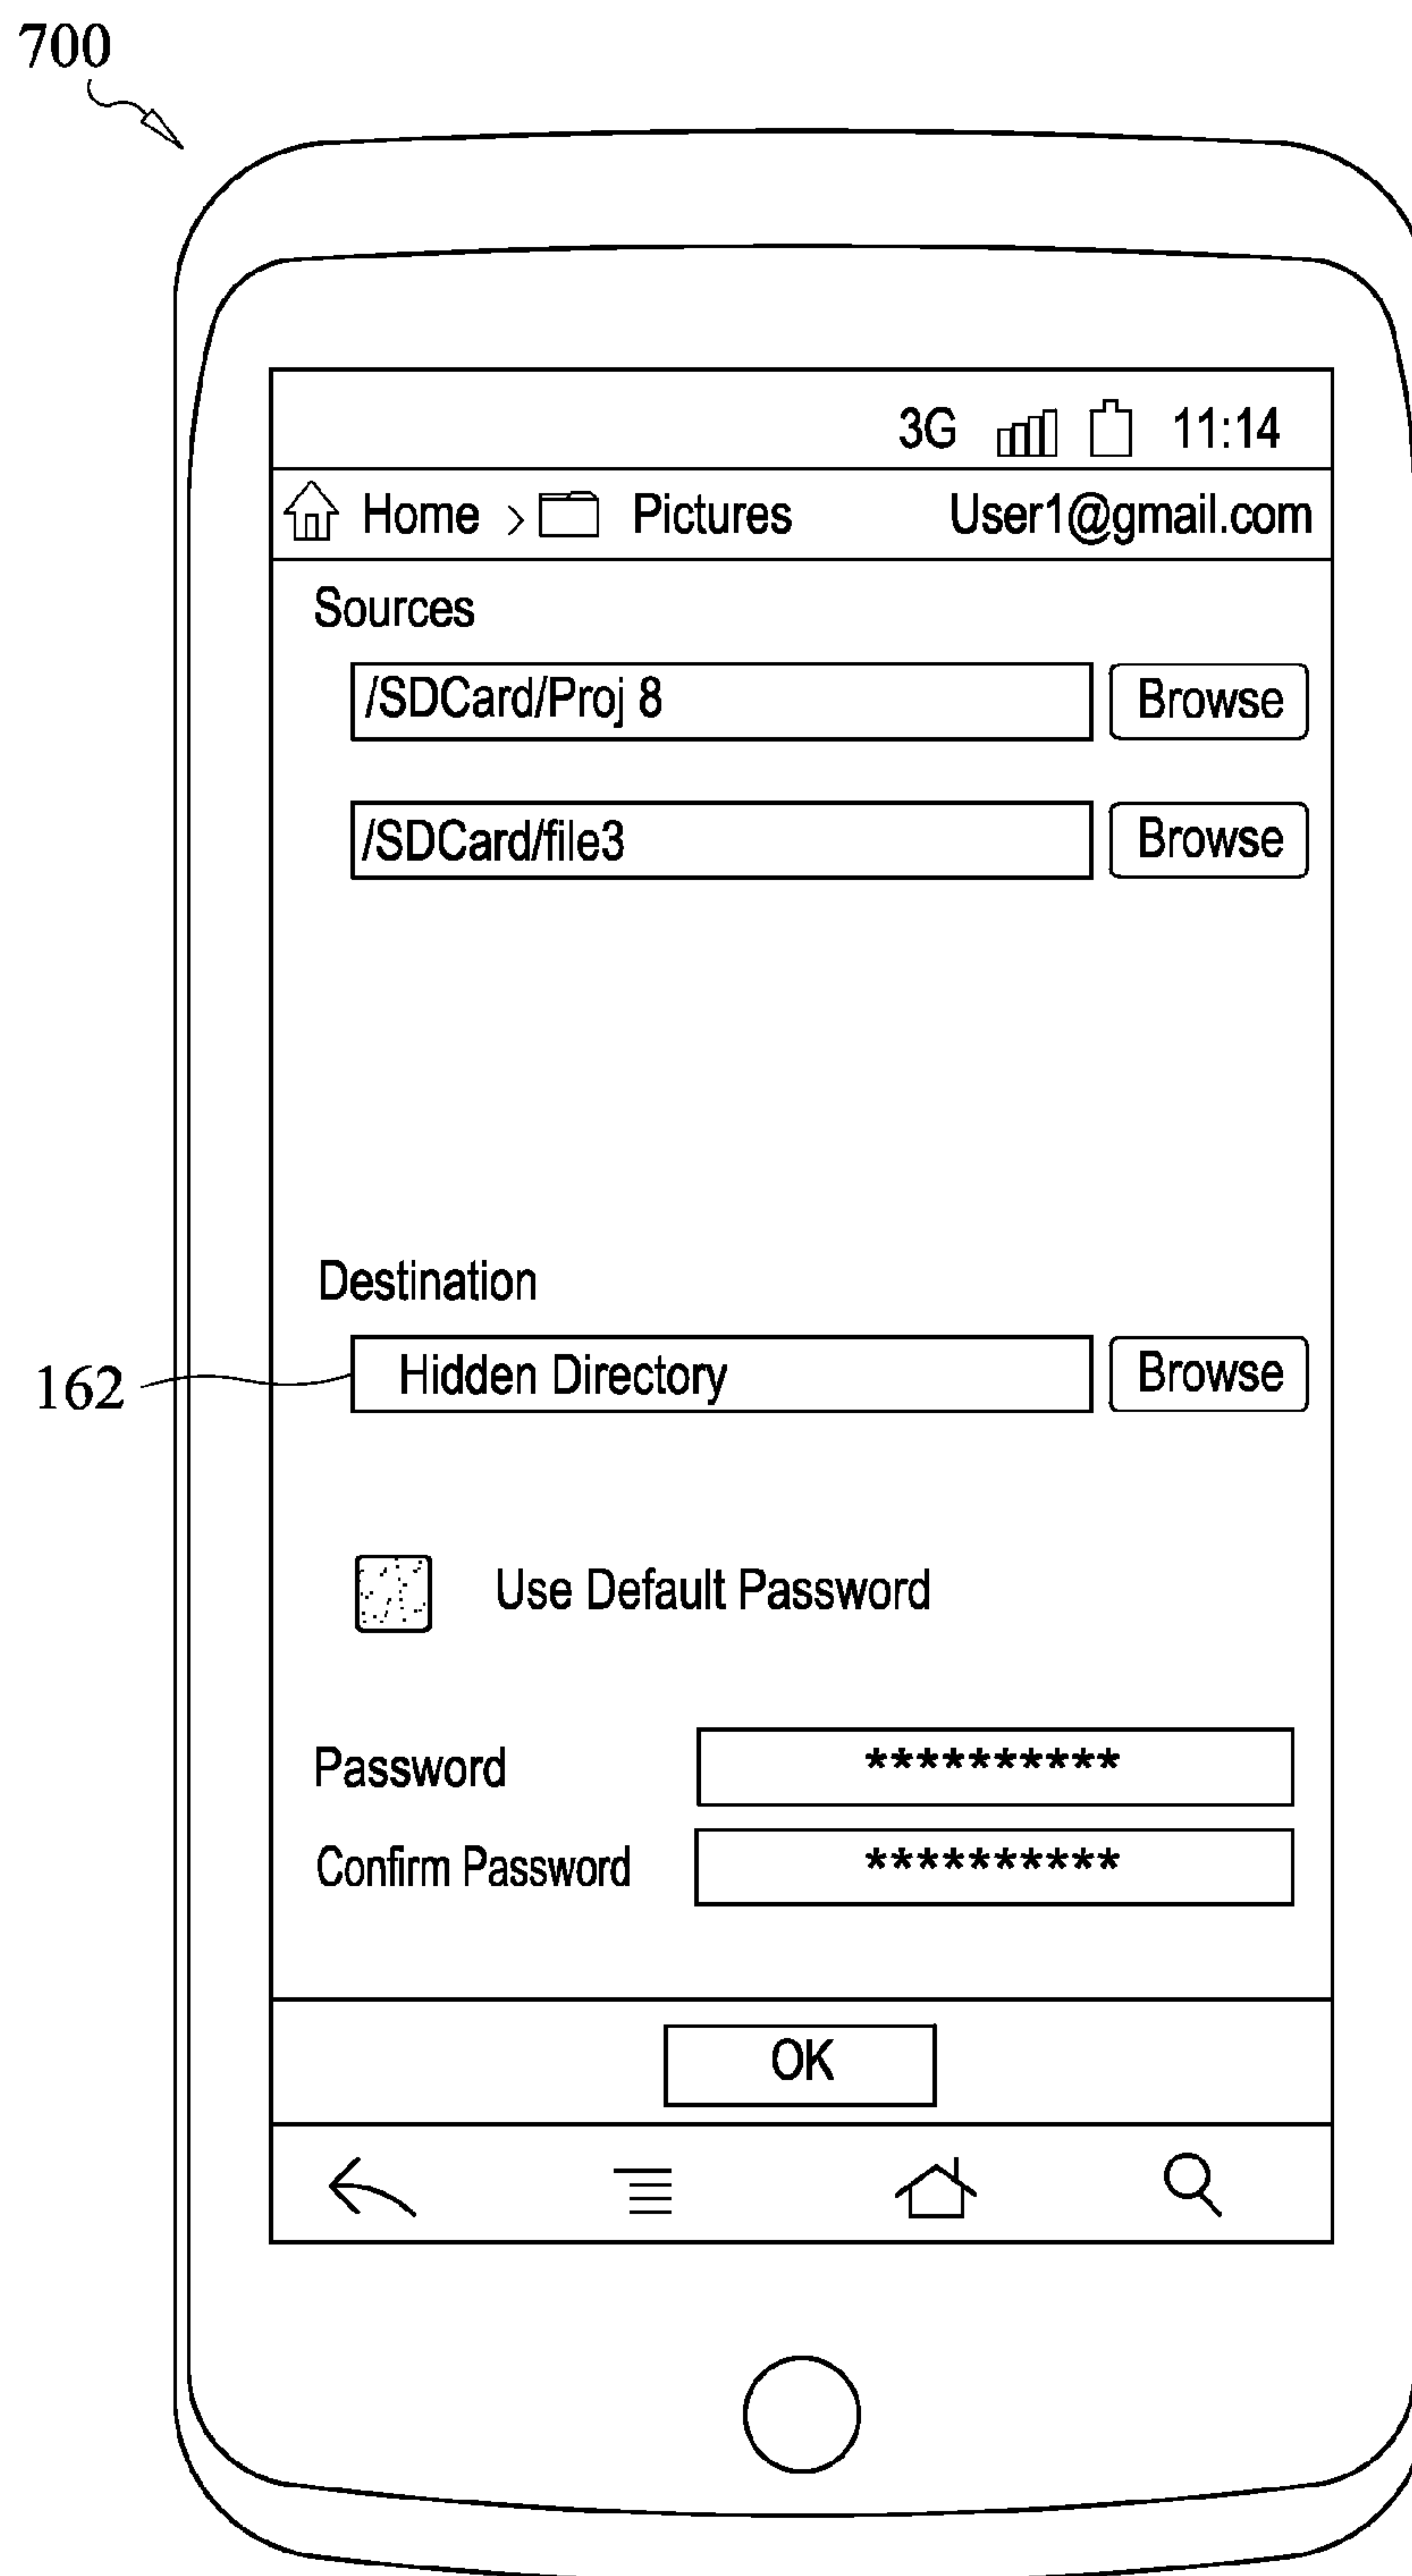 700
3G 11:14
Home > Pictures User1@gmail.com
Sources
/SDCard/Proj 8 Browse
/SDCard/file3 Browse
Destination
162 Hidden Directory Browse
Use Default Password
Password **********
Confirm Password **********
OK